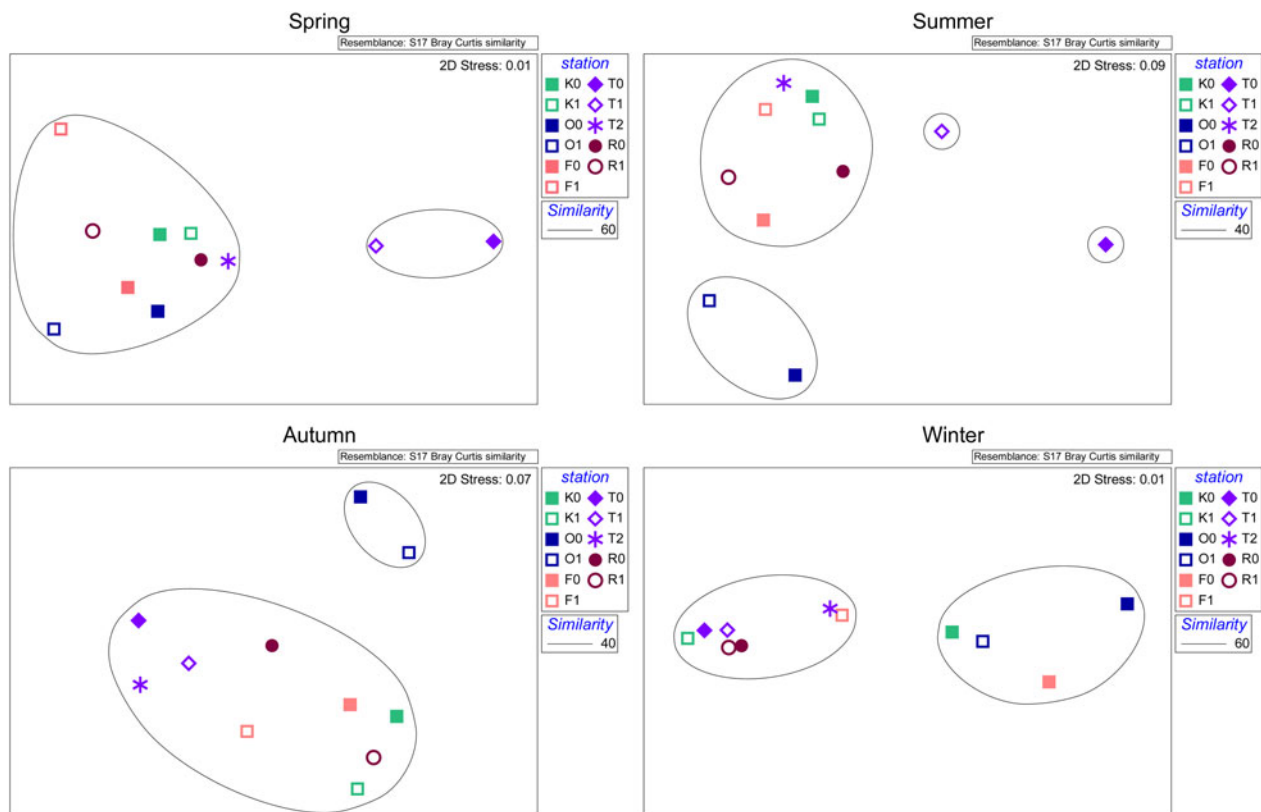 Spring
Resemblance: S17 Bray Curtis similarity
2D Stress: 0.01
station
K0 T0
K1 T1
O0 T2
O1 R0
F0 R1
F1
Similarity
60
Summer
Resemblance: S17 Bray Curtis similarity
2D Stress: 0.09
station
K0 T0
K1 T1
O0 T2
O1 R0
F0 R1
F1
Similarity
40
Autumn
Resemblance: S17 Bray Curtis similarity
2D Stress: 0.07
station
K0 T0
K1 T1
O0 T2
O1 R0
F0 R1
F1
Similarity
40
Winter
Resemblance: S17 Bray Curtis similarity
2D Stress: 0.01
station
K0 T0
K1 T1
O0 T2
O1 R0
F0 R1
F1
Similarity
60